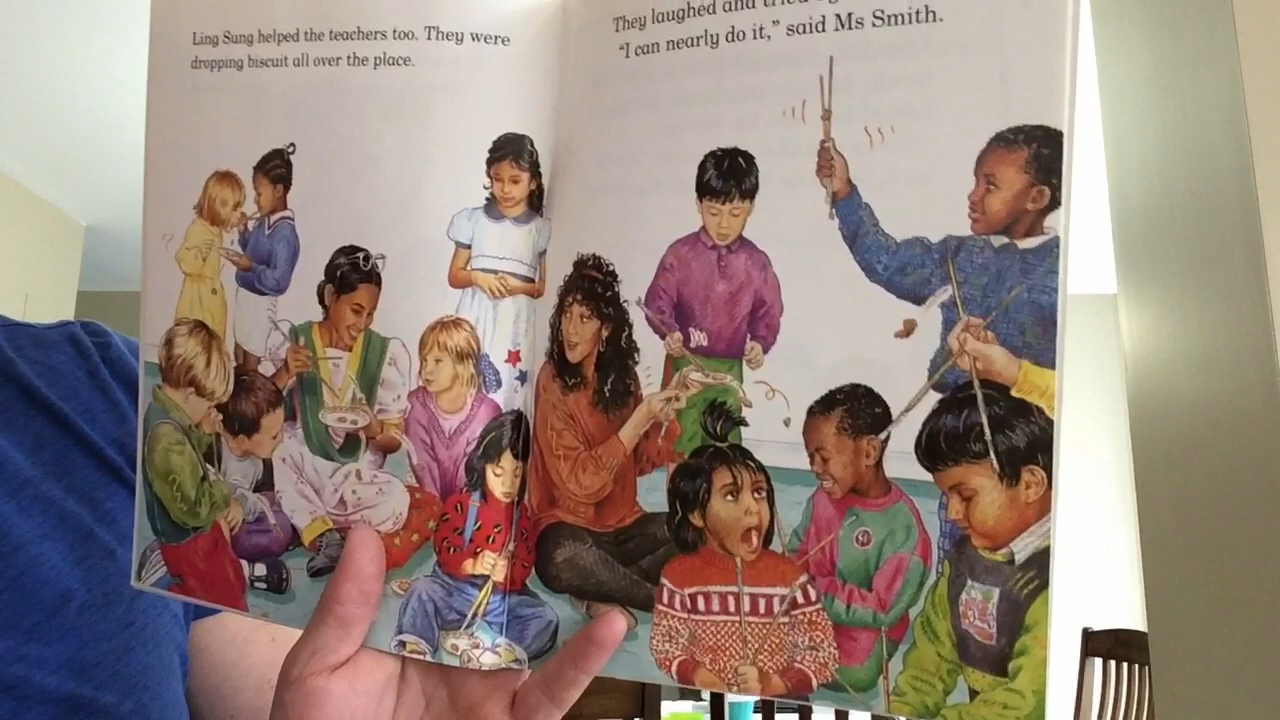 Ling Sung helped the teachers too. They were
dropping biscuit all over the place.
They laughed and tried
"I can nearly do it," said Ms Smith.